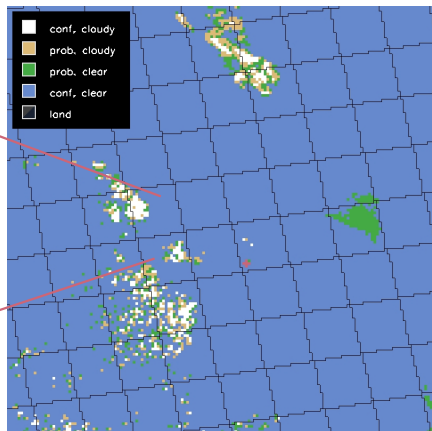 conf. cloudy
prob. cloudy
prob. clear
conf. clear
land